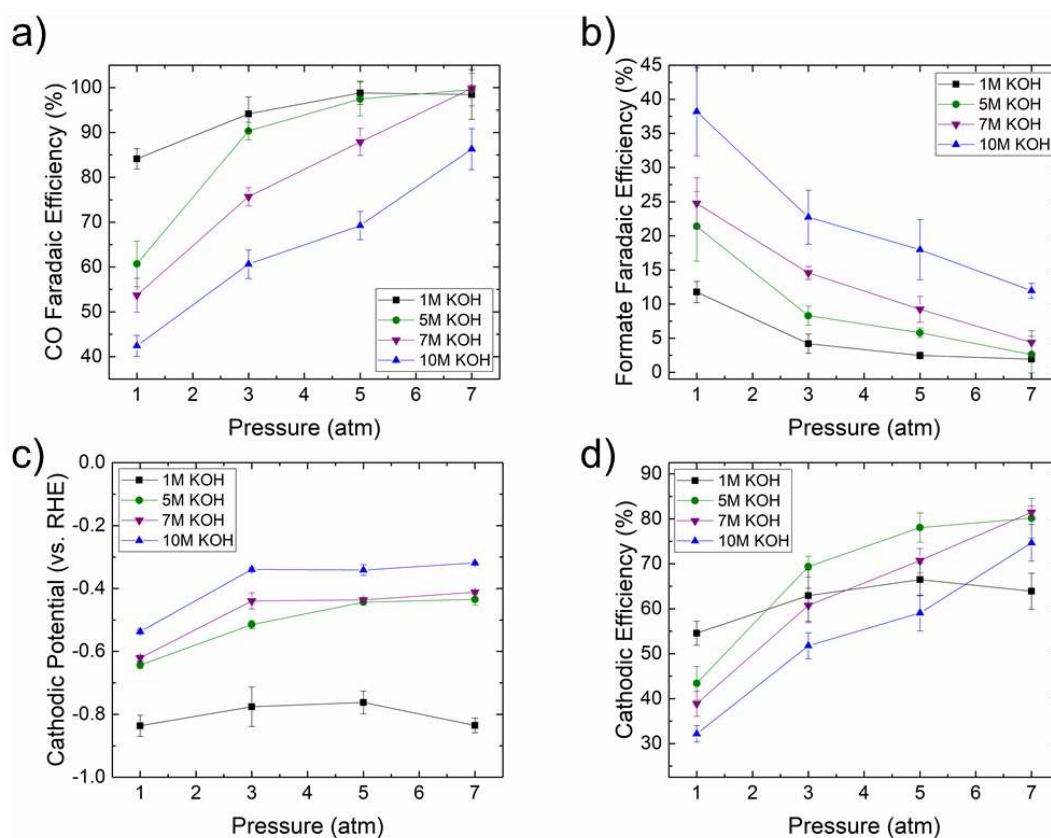 a)
CO Faradaic Efficiency (%)
100
90
80
70
60
50
40
1M KOH
5M KOH
7M KOH
10M KOH
1 2 3 4 5 6 7
Pressure (atm)
b)
Formate Faradaic Efficiency (%)
45
40
35
30
25
20
15
10
5
0
1M KOH
5M KOH
7M KOH
10M KOH
1 2 3 4 5 6 7
Pressure (atm)
c)
Cathodic Potential (vs. RHE)
0.0
-0.2
-0.4
-0.6
-0.8
-1.0
1M KOH
5M KOH
7M KOH
10M KOH
1 2 3 4 5 6 7
Pressure (atm)
d)
Cathodic Efficiency (%)
90
80
70
60
50
40
30
1M KOH
5M KOH
7M KOH
10M KOH
1 2 3 4 5 6 7
Pressure (atm)